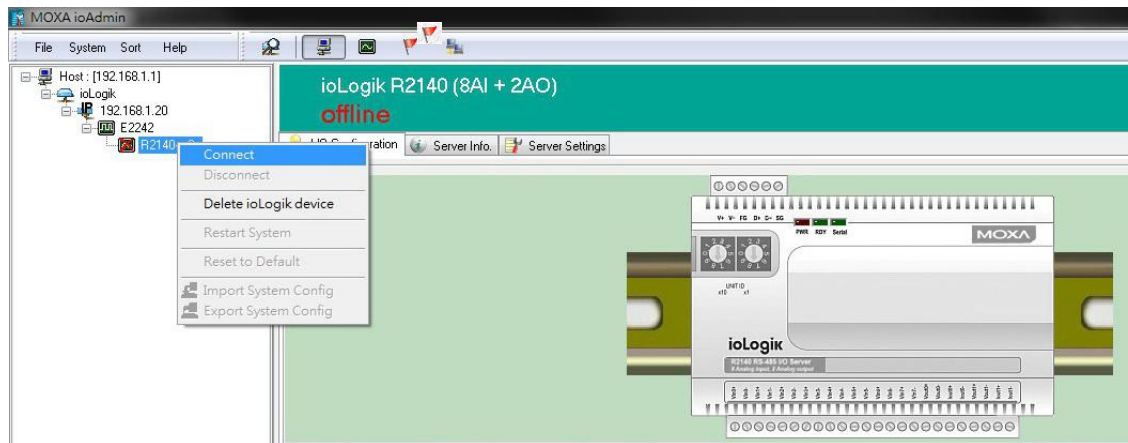 MOXA ioAdmin
File System Sort Help
Host : [192.168.1.1]
ioLogik
192.168.1.20
E2242
R2140
Connect
Disconnect
Delete ioLogik device
Restart System
Reset to Default
Import System Config
Export System Config
ioLogik R2140 (8AI + 2AO)
offline
ration Server Info. Server Settings
V+ V- FG D+ D- SG
PWR RDY Serial
MOXA
UNIT ID
x10 x1
ioLogik
R2140 RS-485 I/O Server
8 Analog input, 2 Analog output